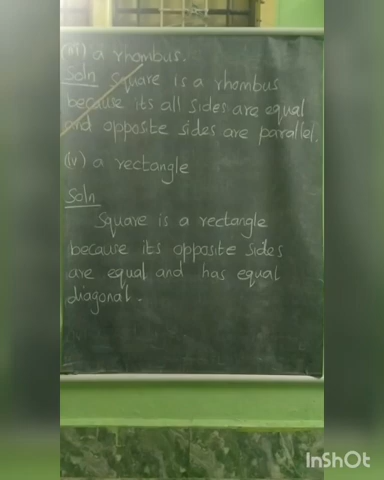 (iii) a rhombus.
Soln Square is a rhombus
because its all sides are equal
and opposite sides are parallel.
(iv) a rectangle
Soln
Square is a rectangle
because its opposite sides
are equal and has equal
diagonal.
InShOt